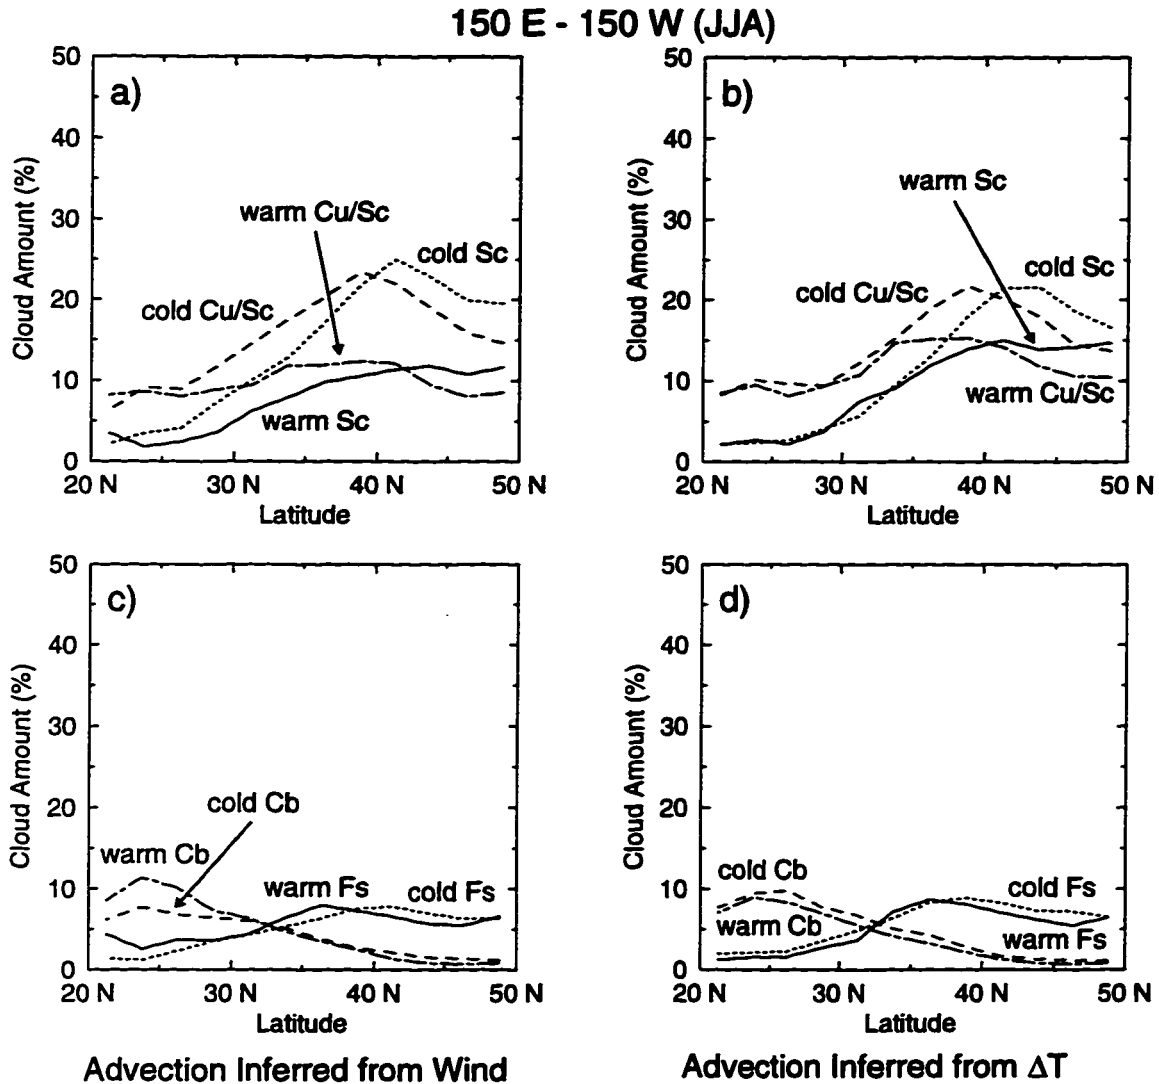 150 E - 150 W (JJA)
a)
50
40
30
20
10
0
Cloud Amount (%)
warm Cu/Sc
cold Sc
cold Cu/Sc
warm Sc
20 N 30 N 40 N 50 N
Latitude
b)
50
40
30
20
10
0
Cloud Amount (%)
warm Sc
cold Sc
cold Cu/Sc
warm Cu/Sc
20 N 30 N 40 N 50 N
Latitude
c)
50
40
30
20
10
0
Cloud Amount (%)
cold Cb
warm Cb
warm Fs
cold Fs
20 N 30 N 40 N 50 N
Latitude
Advection Inferred from Wind
d)
50
40
30
20
10
0
Cloud Amount (%)
cold Cb
cold Fs
warm Cb
warm Fs
20 N 30 N 40 N 50 N
Latitude
Advection Inferred from ΔT